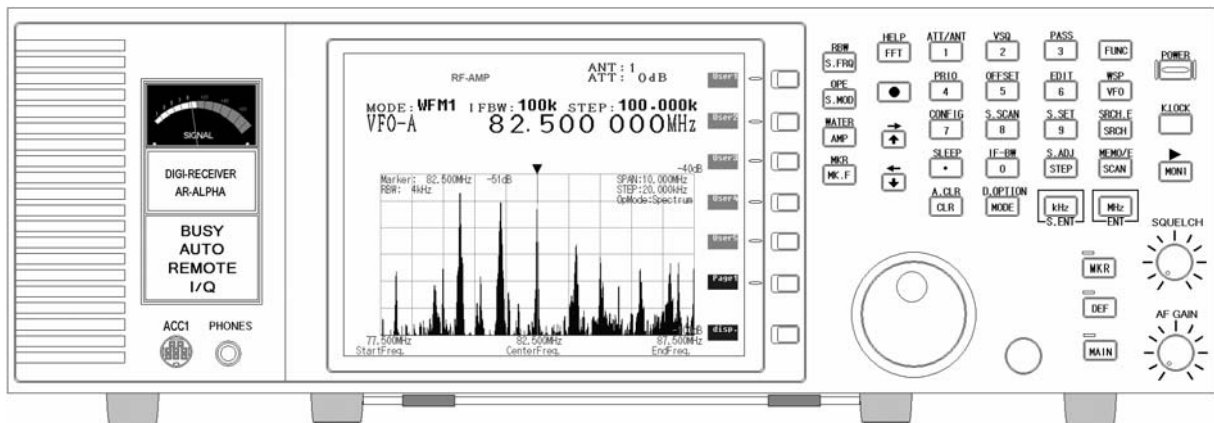 SIGNAL
DIGI-RECEIVER
AR-ALPHA
BUSY
AUTO
REMOTE
I/Q
ACC1 PHONES
RF-AMP
ANT:1
ATT: 0dB
MODE:WFM1 IFBW:100k STEP:100.000k
VFO-A 82.500 000MHz
-40dB
Marker: 82.500MHz -51dB
RBW: 4kHz
SPAN:10.000MHz
STEP:20.000kHz
OpMode:Spectrum
77.500MHz 82.500MHz 87.500MHz
StartFreq. CenterFreq. EndFreq.
User1
User2
User3
User4
User5
Page1
disp.
RBW HELP ATT/ANT VSQ PASS
S.FRQ FFT 1 2 3 FUNC
OPE PRIO OFFSET EDIT WSP
S.MOD 4 5 6 VFO
WATER CONFIG S.SCAN S.SET SRCH.E
AMP 7 8 9 SRCH
MKR SLEEP IF-BW S.ADJ MEMO/E
MK.F • 0 STEP SCAN
A.CLR D.OPTION
CLR MODE kHz MHz
S.ENT ENT
POWER
K.LOCK
MONI
SQUELCH
MKR
DEF
AF GAIN
MAIN